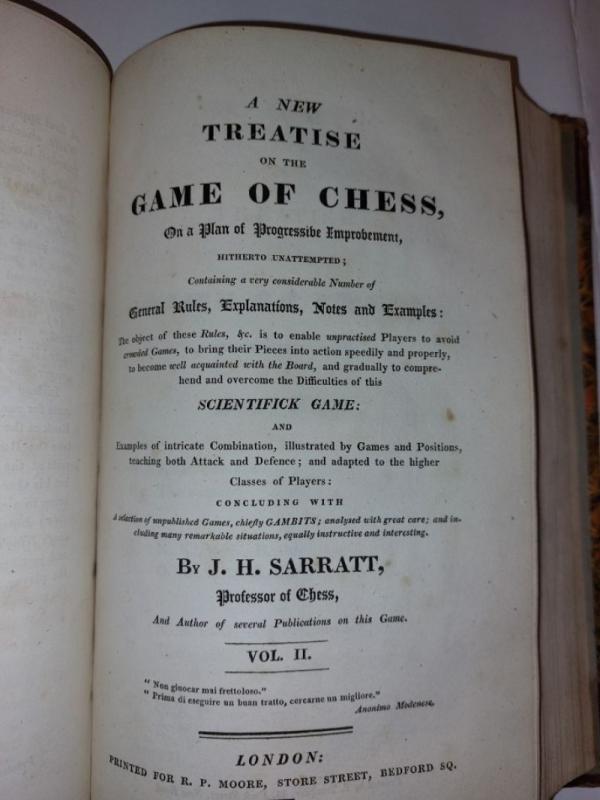 A NEW
TREATISE
ON THE
GAME OF CHESS,
On a Plan of Progressive Improvement,
HITHERTO UNATTEMPTED;
Containing a very considerable Number of
General Rules, Explanations, Notes and Examples:
The object of these Rules, &c. is to enable unpractised Players to avoid
crowded Games, to bring their Pieces into action speedily and properly,
to become well acquainted with the Board, and gradually to compre-
hend and overcome the Difficulties of this
SCIENTIFICK GAME:
AND
Examples of intricate Combination, illustrated by Games and Positions,
teaching both Attack and Defence; and adapted to the higher
Classes of Players:
CONCLUDING WITH
A selection of unpublished Games, chiefly GAMBITS; analysed with great care; and in-
cluding many remarkable situations, equally instructive and interesting.
BY J. H. SARRATT,
Professor of Chess,
And Author of several Publications on this Game.
VOL. II.
"Non giuocar mai frettoloso."
"Prima di eseguire un buan tratto, cercarne un migliore."
Anonimo Modenese.
LONDON:
PRINTED FOR R. P. MOORE, STORE STREET, BEDFORD SQ.